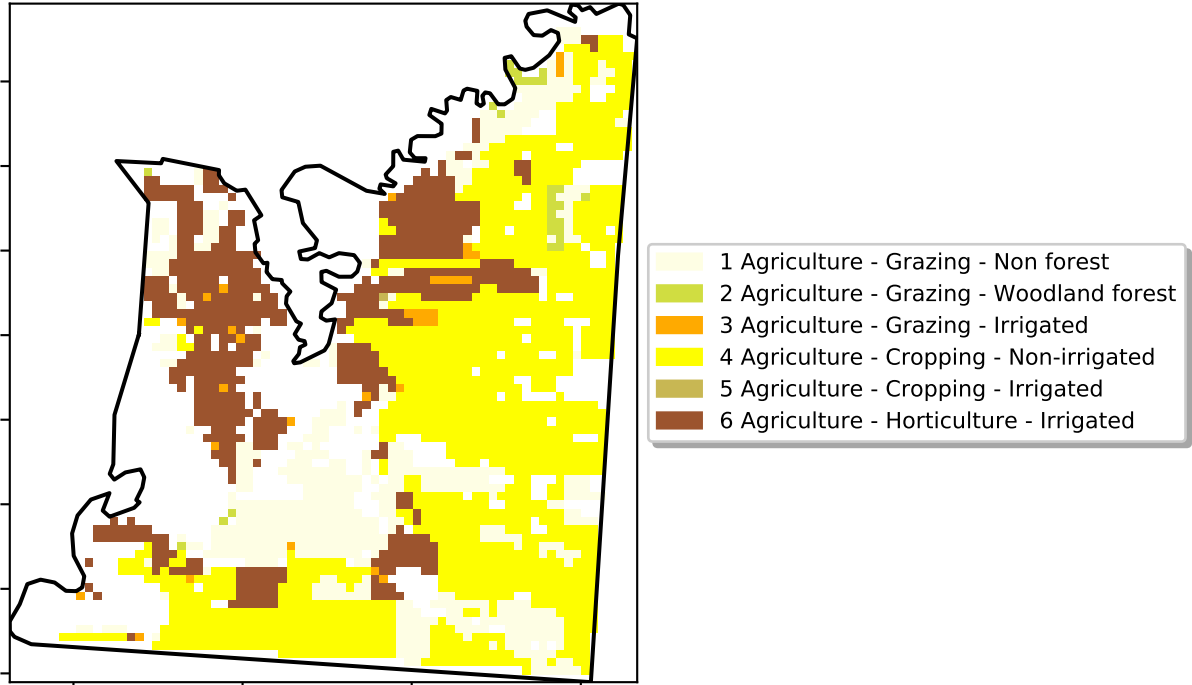 1 Agriculture - Grazing - Non forest
2 Agriculture - Grazing - Woodland forest
3 Agriculture - Grazing - Irrigated
4 Agriculture - Cropping - Non-irrigated
5 Agriculture - Cropping - Irrigated
6 Agriculture - Horticulture - Irrigated